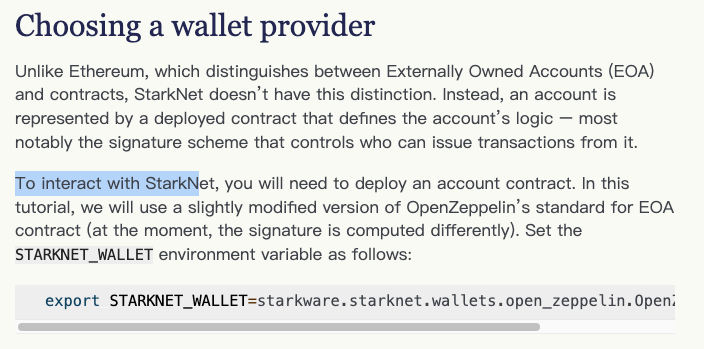 Choosing a wallet provider
Unlike Ethereum, which distinguishes between Externally Owned Accounts (EOA)
and contracts, StarkNet doesn’t have this distinction. Instead, an account is
represented by a deployed contract that defines the account’s logic – most
notably the signature scheme that controls who can issue transactions from it.
To interact with StarkNet, you will need to deploy an account contract. In this
tutorial, we will use a slightly modified version of OpenZeppelin’s standard for EOA
contract (at the moment, the signature is computed differently). Set the
STARKNET_WALLET environment variable as follows:
export STARKNET_WALLET=starkware.starknet.wallets.open_zeppelin.Open